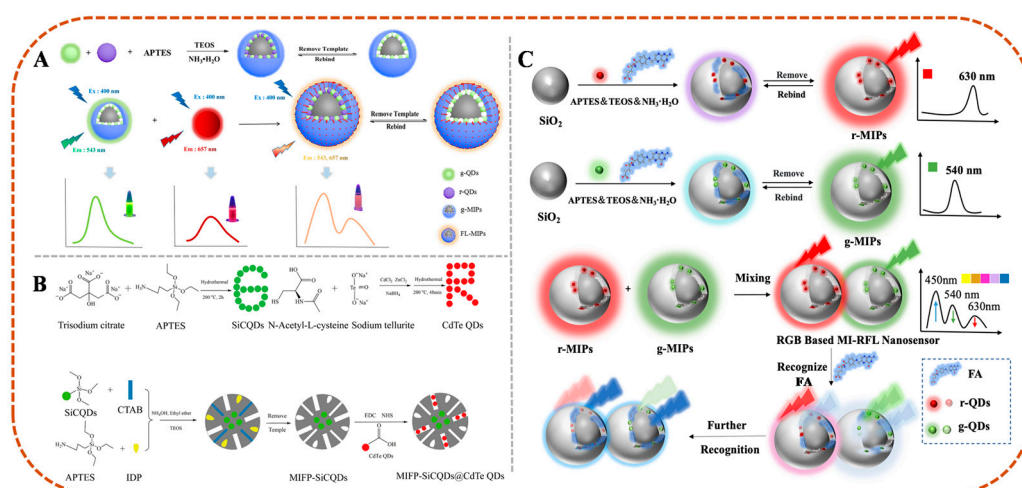 A
APTES
TEOS
NH₃•H₂O
Remove Template
Rebind
Ex : 400 nm
Em : 543 nm
Ex : 400 nm
Em : 657 nm
Ex : 400 nm
Em : 543, 657 nm
Remove Template
Rebind
g-QDs
r-QDs
g-MIPs
FL-MIPs
B
Trisodium citrate
APTES
Hydrothermal
200℃, 2h
SiCQDs
N-Acetyl-L-cysteine
Sodium tellurite
CdCl₂ ZnCl₂
NaBH₄
Hydrothermal
200℃, 48min
CdTe QDs
SiCQDs
CTAB
APTES
IDP
NH₃OH, Ethyl ether
TEOS
Remove
Temple
MIFP-SiCQDs
EDC NHS
CdTe QDs
MIFP-SiCQDs@CdTe QDs
C
SiO₂
APTES&TEOS&NH₃·H₂O
Remove
Rebind
r-MIPs
630 nm
SiO₂
APTES&TEOS&NH₃·H₂O
Remove
Rebind
g-MIPs
540 nm
r-MIPs
g-MIPs
Mixing
RGB Based MI-RFL Nanosensor
450nm
540 nm
630nm
Recognize
FA
Further
Recognition
FA
r-QDs
g-QDs